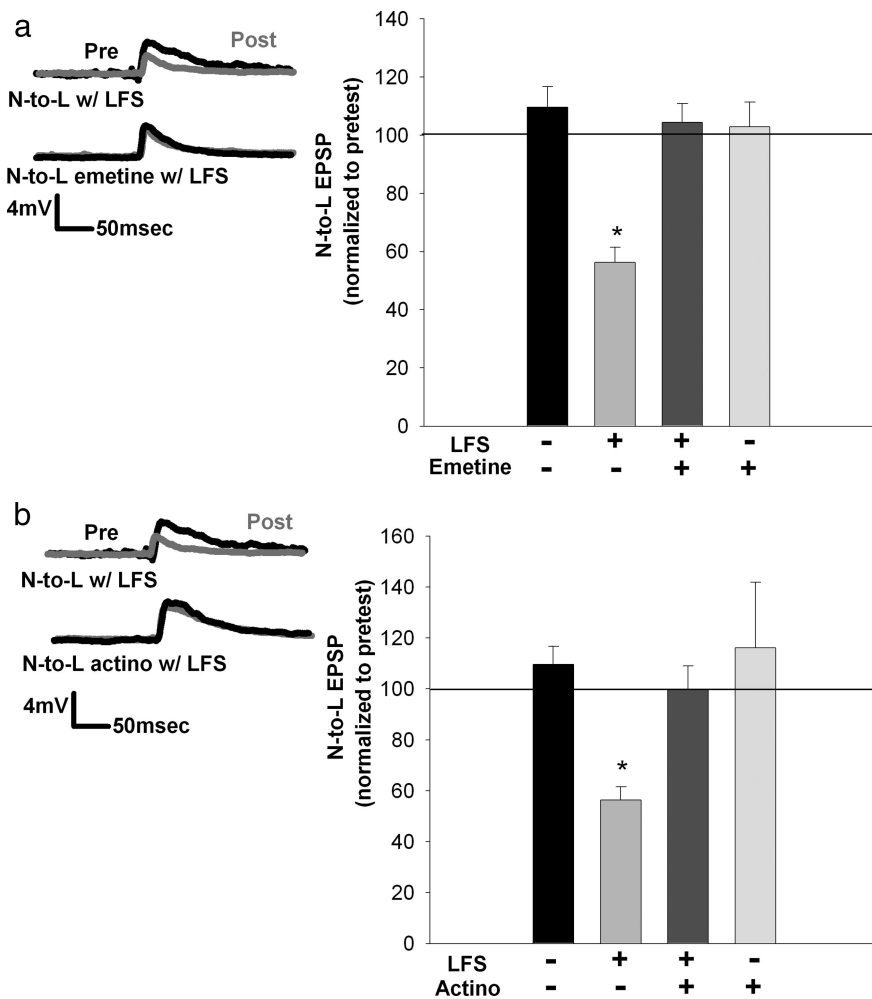 a
Pre
Post
N-to-L w/ LFS
N-to-L emetine w/ LFS
4mV
50msec
N-to-L EPSP
(normalized to pretest)
140
120
100
80
60
40
20
0
*
LFS - + + -
Emetine - - + +
b
Pre
Post
N-to-L w/ LFS
N-to-L actino w/ LFS
4mV
50msec
N-to-L EPSP
(normalized to pretest)
160
140
120
100
80
60
40
20
0
*
LFS - + + -
Actino - - + +